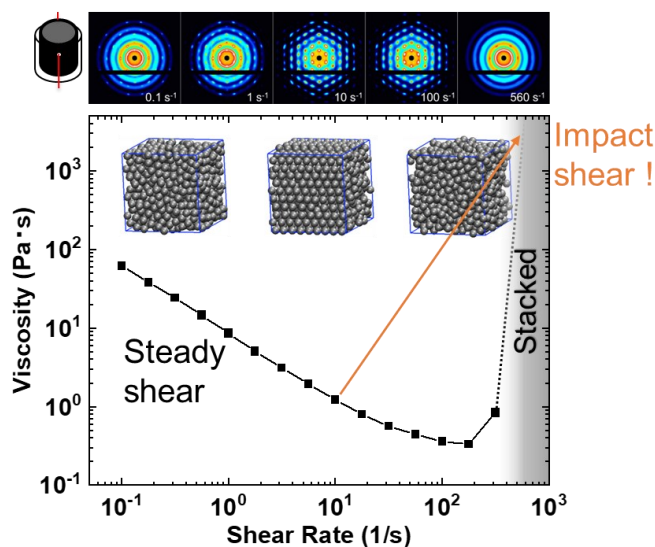 0.1 s⁻¹
1 s⁻¹
10 s⁻¹
100 s⁻¹
560 s⁻¹
Impact
shear !
10³
10²
10¹
10⁰
10⁻¹
Viscosity (Pa·s)
Steady
shear
Stacked
10⁻¹
10⁰
10¹
10²
10³
Shear Rate (1/s)